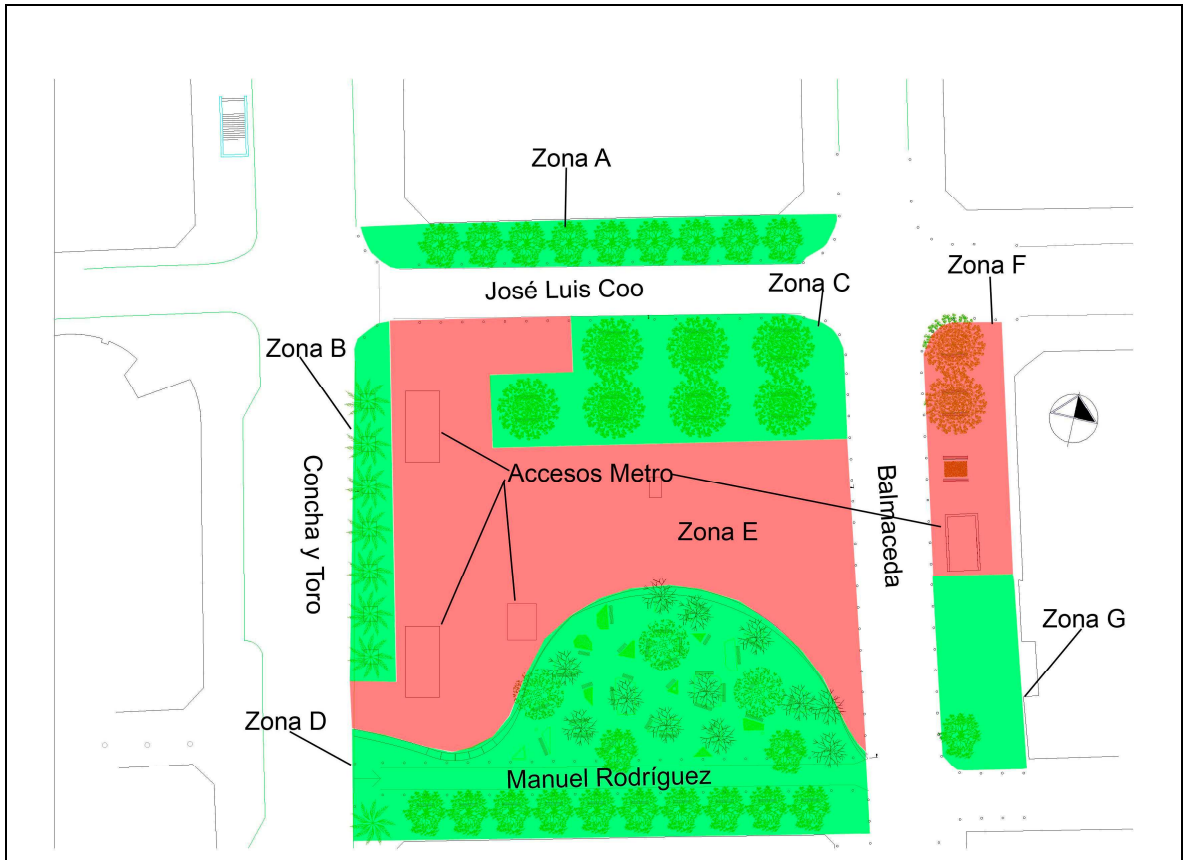 Zona A
Zona F
José Luis Coo
Zona C
Zona B
Accesos Metro
Concha y Toro
Balmaceda
Zona E
Zona G
Zona D
Manuel Rodríguez